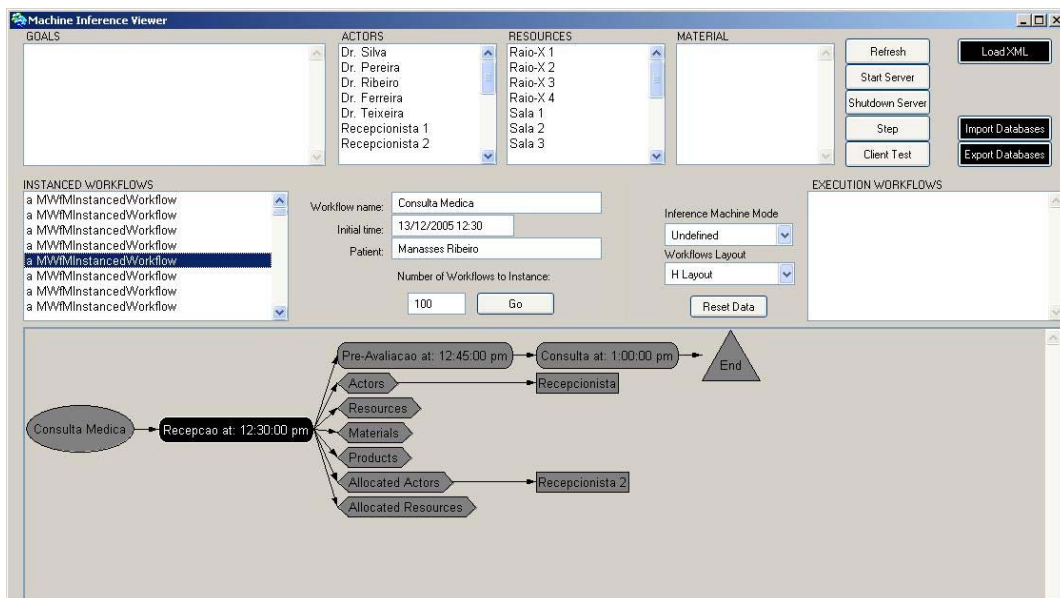 Machine Inference Viewer
GOALS
ACTORS
Dr. Silva
Dr. Pereira
Dr. Ribeiro
Dr. Ferreira
Dr. Teixeira
Recepcionista 1
Recepcionista 2
RESOURCES
Raio-X 1
Raio-X 2
Raio-X 3
Raio-X 4
Sala 1
Sala 2
Sala 3
MATERIAL
Refresh
Start Server
Shutdown Server
Step
Client Test
Load XML
Import Databases
Export Databases
INSTANCED WORKFLOWS
a MWfMInstancedWorkflow
a MWfMInstancedWorkflow
a MWfMInstancedWorkflow
a MWfMInstancedWorkflow
a MWfMInstancedWorkflow
a MWfMInstancedWorkflow
a MWfMInstancedWorkflow
a MWfMInstancedWorkflow
Workflow name: Consulta Medica
Initial time: 13/12/2005 12:30
Patient: Manasses Ribeiro
Number of Workflows to Instance:
100 Go
Inference Machine Mode
Undefined
Workflows Layout
H Layout
Reset Data
EXECUTION WORKFLOWS
Consulta Medica
Recepcao at: 12:30:00 pm
Pre-Avaliacao at: 12:45:00 pm
Consulta at: 1:00:00 pm
End
Actors
Recepcionista
Resources
Materials
Products
Allocated Actors
Recepcionista 2
Allocated Resources